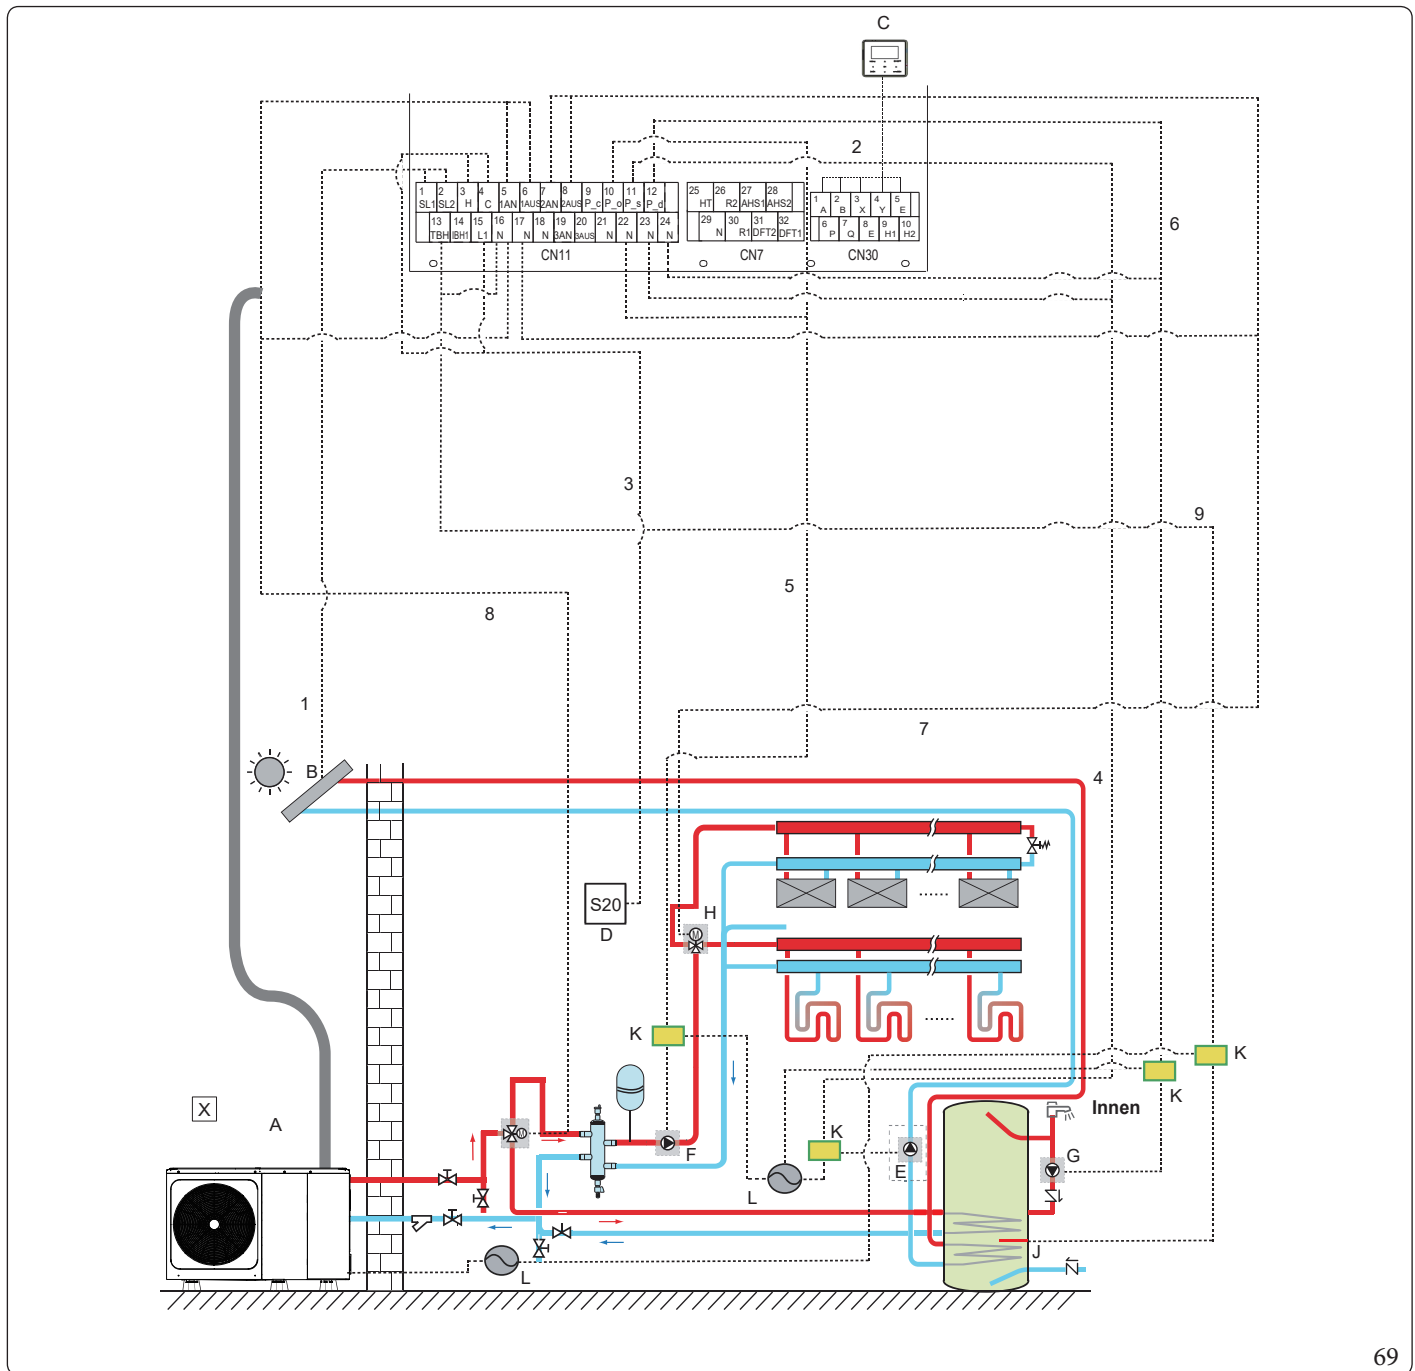 C
2
1 2 3 4 5 6 7 8 9 10 11 12
SL1 SL2 H C 1AN 1AUS 2AN 2AUS P_c P_o P_s P_d
13 14 15 16 17 18 19 20 21 22 23 24
TBH IBH1 L1 N N N 3AN 3AUS N N N N
CN11
25 26 27 28
HT R2 AHS1 AHS2
29 30 31 32
N R1 DFT2 DFT1
CN7
1 2 3 4 5
A B X Y E
6 7 8 9 10
P Q E H1 H2
CN30
6
3
9
5
8
1
7
B
4
S20
D
H
K
K
K
X
A
Innen
K
F
E
G
L
J
L
M
M
69